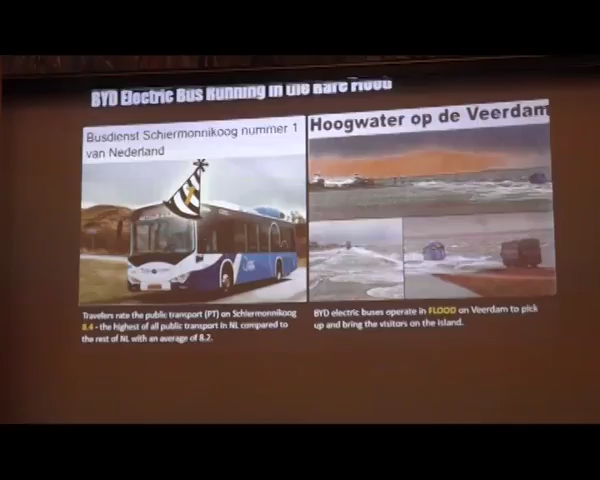 BYD Electric Bus Running in the Rare Flood
Busdienst Schiermonnikoog nummer 1
van Nederland
Hoogwater op de Veerdam
Travelers rate the public transport (PT) on Schiermonnikoog
8.4 - the highest of all public transport in NL compared to
the rest of NL with an average of 8.2.
BYD electric buses operate in FLOOD on Veerdam to pick
up and bring the visitors on the island.